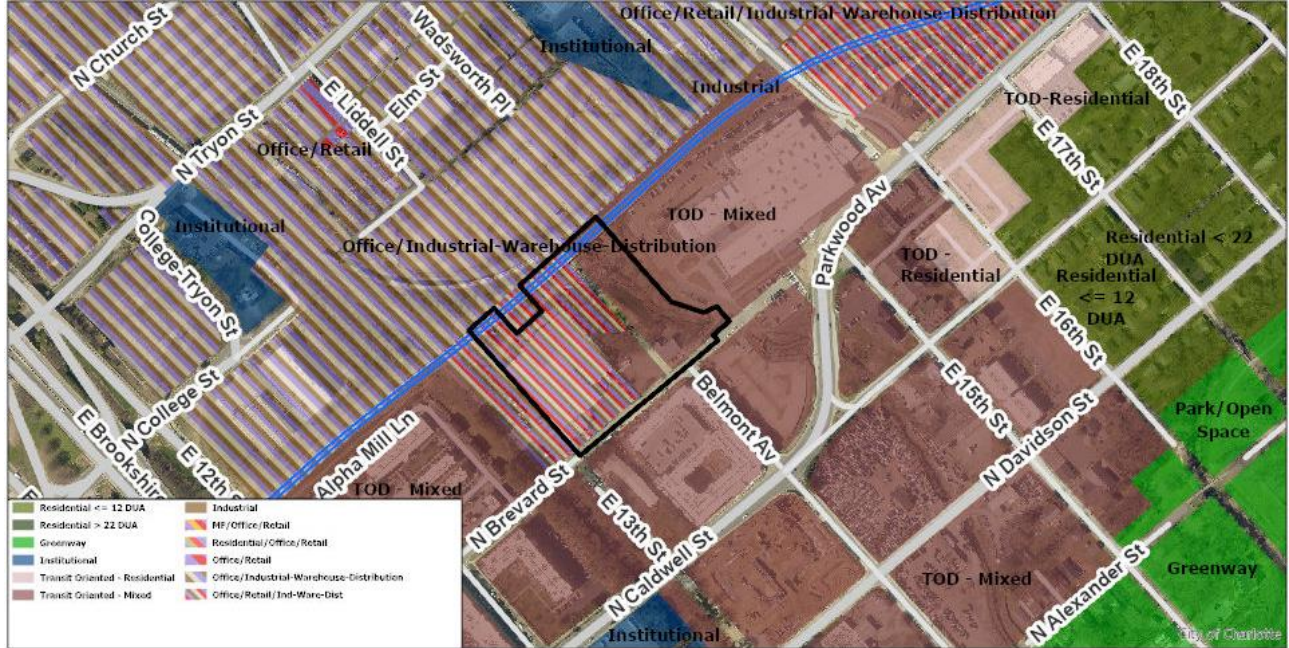 Office/Retail/Industrial-Warehouse-Distribution
N Church St
Wadsworth Pl
Institutional
E 18th St
Elm St
E Liddell St
Industrial
TOD-Residential
N Tryon St
Office/Retail
E 17th St
Parkwood Av
Institutional
College-Tryon St
TOD - Mixed
Office/Industrial-Warehouse-Distribution
Residential < 22
DUA
TOD -
Residential
Residential
<= 12
DUA
E 16th St
N College St
E Brookshire
E 12th St
Alpha Mill Ln
Belmont Av
E 15th St
Park/Open
Space
N Davidson St
TOD - Mixed
N Brevard St
E 13th St
N Caldwell St
N Alexander St
TOD - Mixed
Greenway
Institutional
Residential <= 12 DUA
Residential > 22 DUA
Greenway
Institutional
Transit Oriented - Residential
Transit Oriented - Mixed
Industrial
MF/Office/Retail
Residential/Office/Retail
Office/Retail
Office/Industrial-Warehouse-Distribution
Office/Retail/Ind-Ware-Dist
City of Charlotte